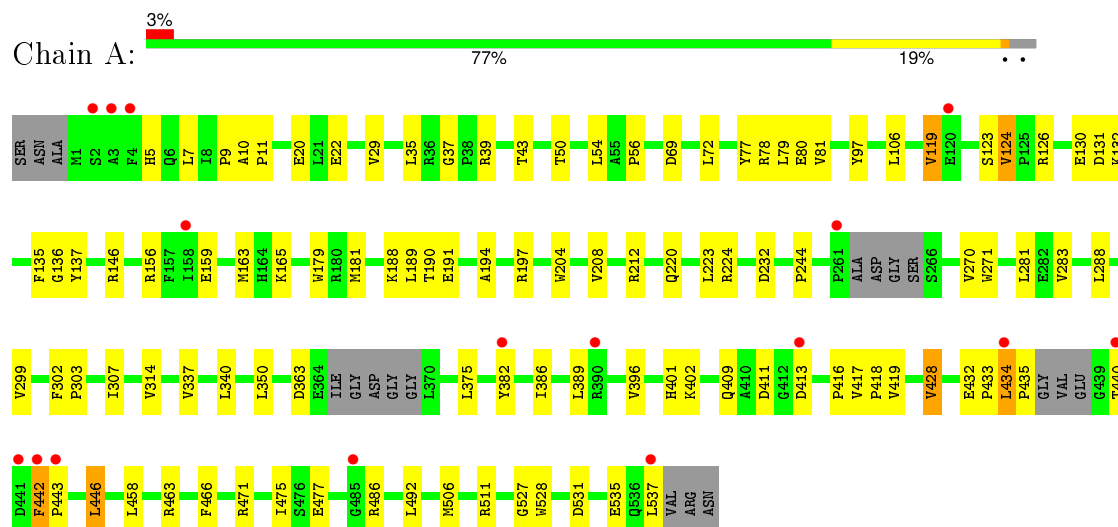 3%
Chain A:
77% 19% • •
SER ASN ALA M1 S2 A3 F4 H5 Q6 L7 I8 P9 A10 P11 E20 L21 E22 V29 L35 R36 G37 P38 R39 T43 T50 L54 A55 P56 D69 L72 Y77 R78 L79 E80 V81 Y97 L106 V119 E120 S123 V124 P125 R126 E130 D131 K132
F135 G136 Y137 R146 R156 F157 I158 E159 M163 H164 K165 W179 R180 M181 K188 L189 T190 E191 A194 R197 W204 V208 R212 Q220 L223 R224 D232 P244 P261 ALA ASP GLY SER S266 V270 W271 L281 E282 V283 L288
V299 F302 P303 I307 V314 V337 L340 L350 D363 E364 ILE GLY ASP GLY GLY L370 L375 Y382 I386 L389 R390 V396 H401 K402 Q409 A410 D411 G412 D413 P416 V417 P418 V419 V428 E432 P433 L434 P435 GLY VAL GLU G439 T440
D441 F442 P443 L446 L458 R463 F466 R471 I475 S476 E477 G485 R486 L492 M506 R511 G527 W528 D531 E535 Q536 L537 VAL ARG ASN